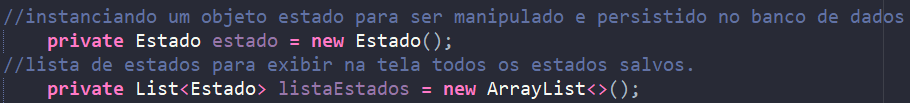 //instanciando um objeto estado para ser manipulado e persistido no banco de dados
private Estado estado = new Estado();
//lista de estados para exibir na tela todos os estados salvos.
private List<Estado> listaEstados = new ArrayList<>();